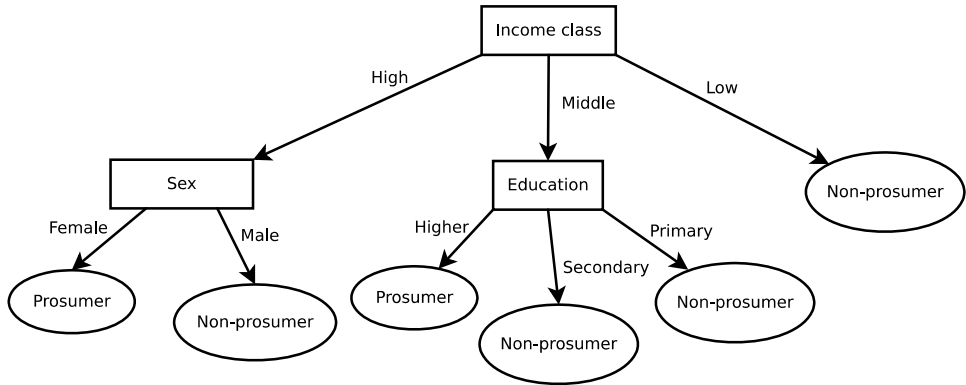 Income class
High
Middle
Low
Sex
Education
Non-prosumer
Female
Male
Higher
Secondary
Primary
Prosumer
Non-prosumer
Prosumer
Non-prosumer
Non-prosumer